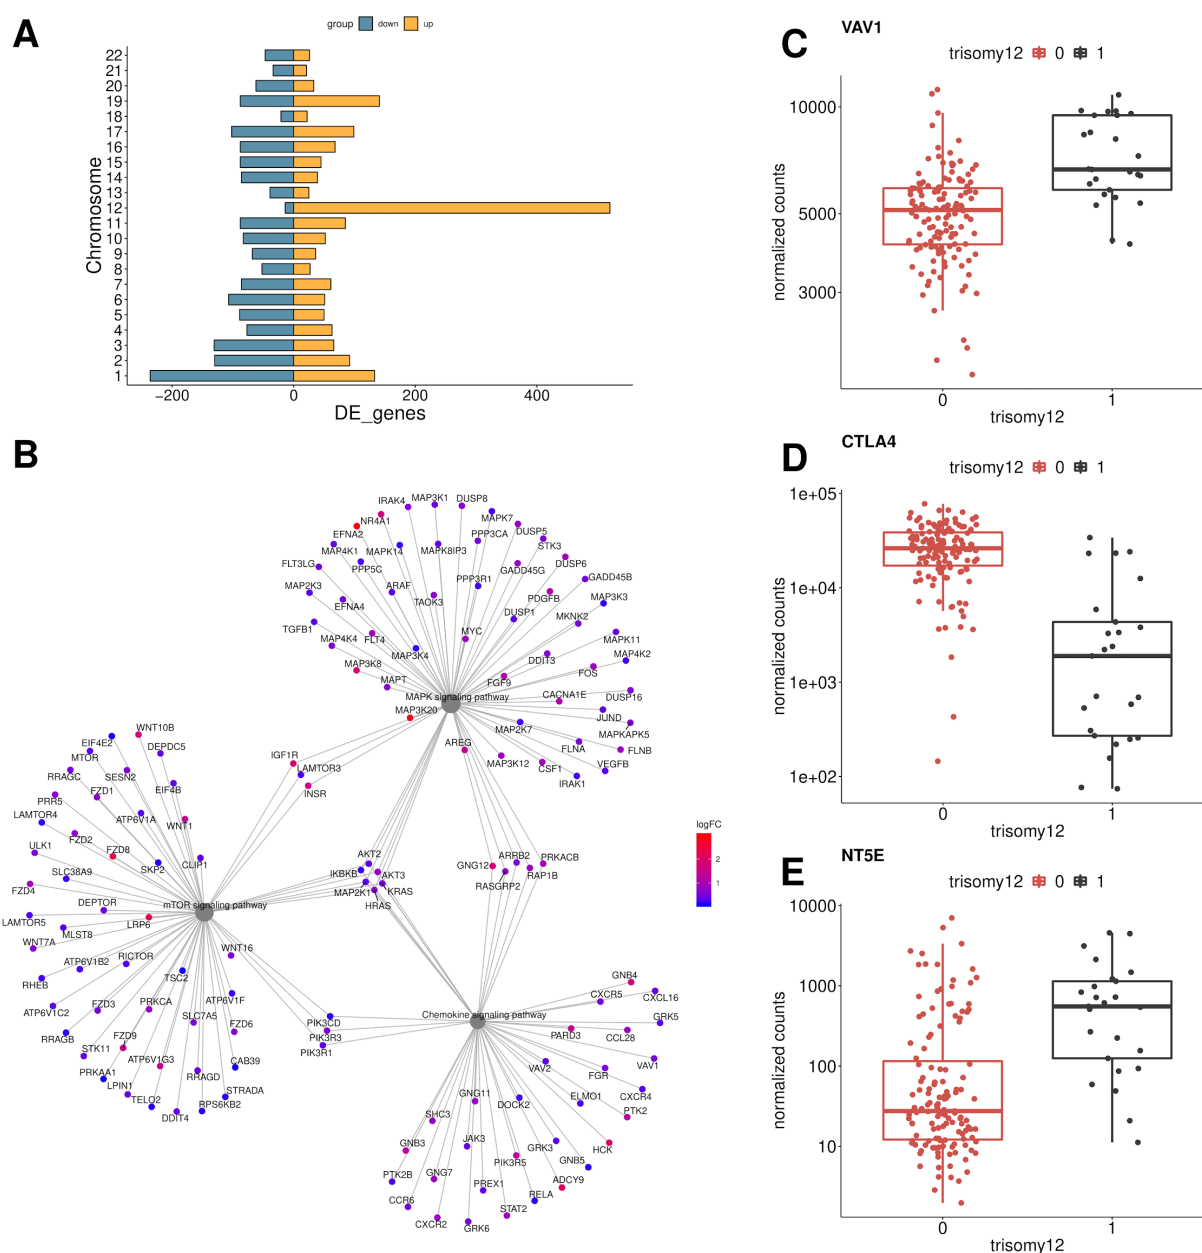 A
group down up
22
21
20
19
18
17
16
15
14
13
12
11
10
9
8
7
6
5
4
3
2
1
Chromosome
−200 0 200 400
DE_genes
B
IRAK4 MAP3K1 DUSP8
NR4A1 MAPK7
EFNA2 PPP3CA DUSP5
MAP4K1 MAPK14 MAPK8IP3 STK3
FLT3LG PPP5C GADD45G DUSP6
MAP2K3 ARAF PPP3R1 GADD45B
EFNA4 TAOK3 PDGFB MAP3K3
TGFB1 DUSP1 MKNK2
MAP4K4 FLT4 MYC MAPK11
MAP3K8 MAP3K4 DDIT3 MAP4K2
MAPT FGF9 FOS
MAPK signaling pathway CACNA1E DUSP16
MAP3K20 JUND
MAP2K7 MAPKAPK5
AREG FLNA FLNB
MAP3K12 CSF1 VEGFB
IRAK1
IGF1R
LAMTOR3
INSR
WNT10B
EIF4E2 DEPDC5
MTOR
RRAGC SESN2
FZD1 EIF4B
PRR5
LAMTOR4 ATP6V1A WNT1
FZD2
ULK1 FZD8 CLIP1
SLC38A9 SKP2
FZD4
DEPTOR mTOR signaling pathway
LAMTOR5 LRP6
MLST8
WNT7A WNT16
ATP6V1B2 RICTOR
RHEB TSC2
ATP6V1F
ATP6V1C2 FZD3 PRKCA
SLC7A5 FZD6
RRAGB FZD9
STK11 ATP6V1G3 CAB39
PRKAA1 RRAGD
LPIN1 STRADA
TELO2 RPS6KB2
DDIT4
AKT2
IKBKB AKT3
MAP2K1 KRAS
HRAS
ARRB2 PRKACB
GNG12 RAP1B
RASGRP2
PIK3CD
PIK3R3
PIK3R1
GNB4
CXCR5 CXCL16
Chemokine signaling pathway GRK5
PARD3 CCL28
VAV2 VAV1
FGR
GNG11 ELMO1 CXCR4
SHC3 DOCK2 PTK2
GNB3 JAK3 GRK3 HCK
PIK3R5 GNB5
PTK2B GNG7 ADCY9
PREX1 RELA
CCR6
CXCR2 STAT2
GRK6
logFC
2
1
C
VAV1
trisomy12 0 1
10000
5000
3000
normalized counts
0 1
trisomy12
D
CTLA4
trisomy12 0 1
1e+05
1e+04
1e+03
1e+02
normalized counts
0 1
trisomy12
E
NT5E
trisomy12 0 1
10000
1000
100
10
normalized counts
0 1
trisomy12